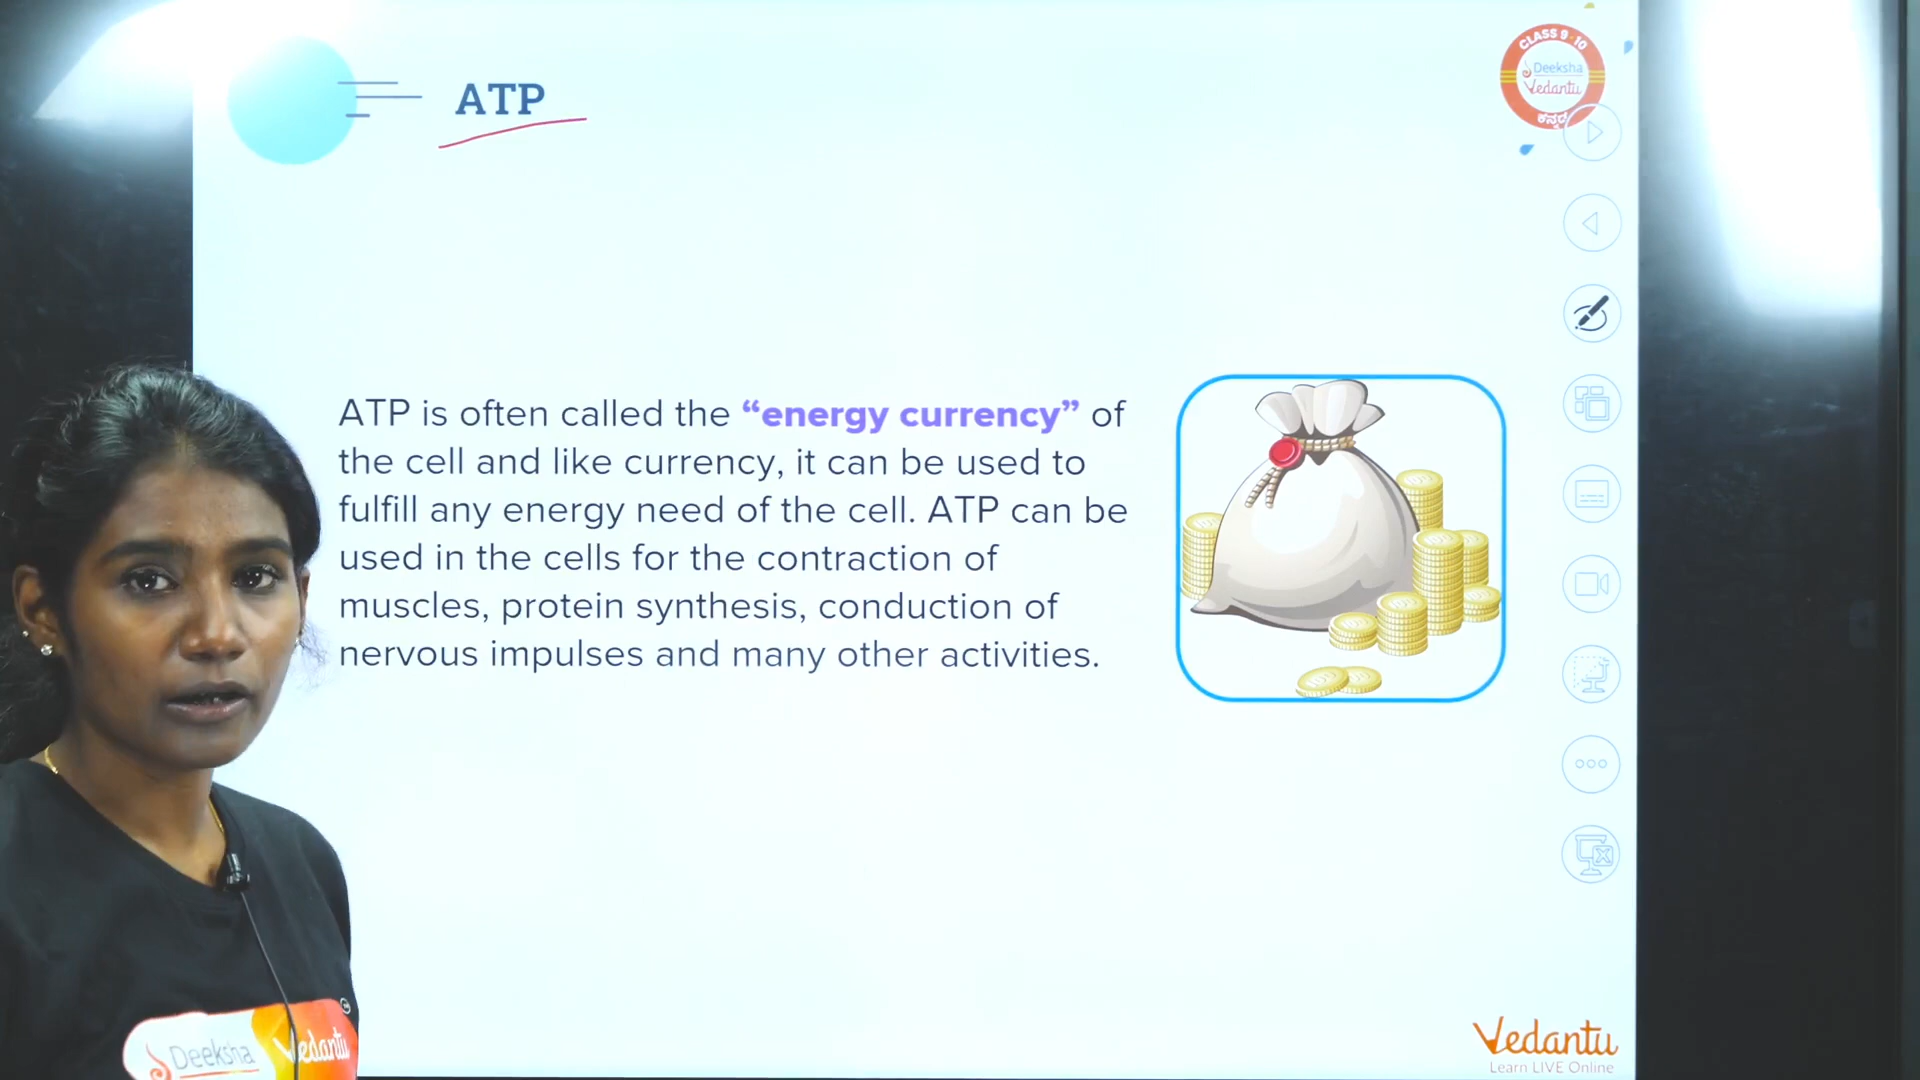 ATP
CLASS 9-10
Deeksha
Vedantu
ಕನ್ನಡ
ATP is often called the “energy currency” of
the cell and like currency, it can be used to
fulfill any energy need of the cell. ATP can be
used in the cells for the contraction of
muscles, protein synthesis, conduction of
nervous impulses and many other activities.
Deeksha Vedantu
Vedantu
Learn LIVE Online